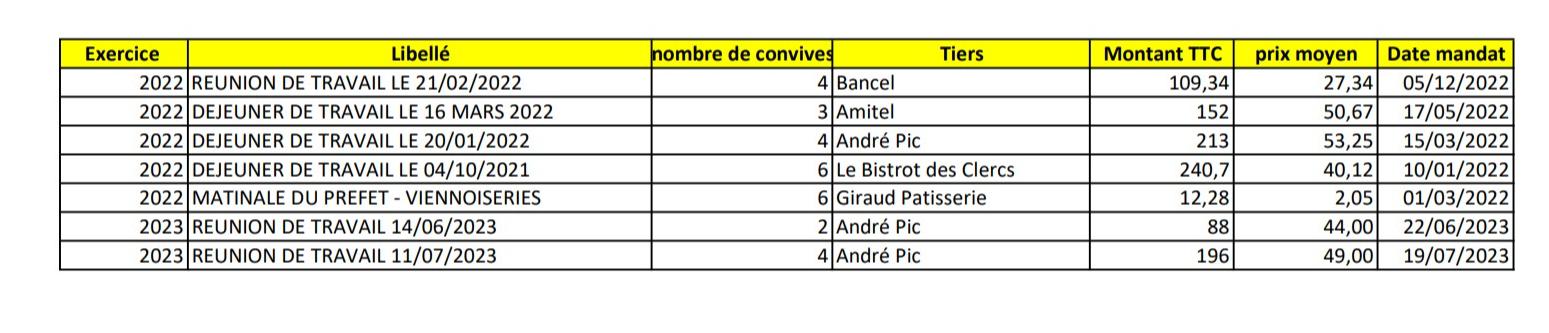 Exercice Libellé nombre de convives Tiers Montant TTC prix moyen Date mandat
2022 REUNION DE TRAVAIL LE 21/02/2022 4 Bancel 109,34 27,34 05/12/2022
2022 DEJEUNER DE TRAVAIL LE 16 MARS 2022 3 Amitel 152 50,67 17/05/2022
2022 DEJEUNER DE TRAVAIL LE 20/01/2022 4 André Pic 213 53,25 15/03/2022
2022 DEJEUNER DE TRAVAIL LE 04/10/2021 6 Le Bistrot des Clercs 240,7 40,12 10/01/2022
2022 MATINALE DU PREFET - VIENNOISERIES 6 Giraud Patisserie 12,28 2,05 01/03/2022
2023 REUNION DE TRAVAIL 14/06/2023 2 André Pic 88 44,00 22/06/2023
2023 REUNION DE TRAVAIL 11/07/2023 4 André Pic 196 49,00 19/07/2023